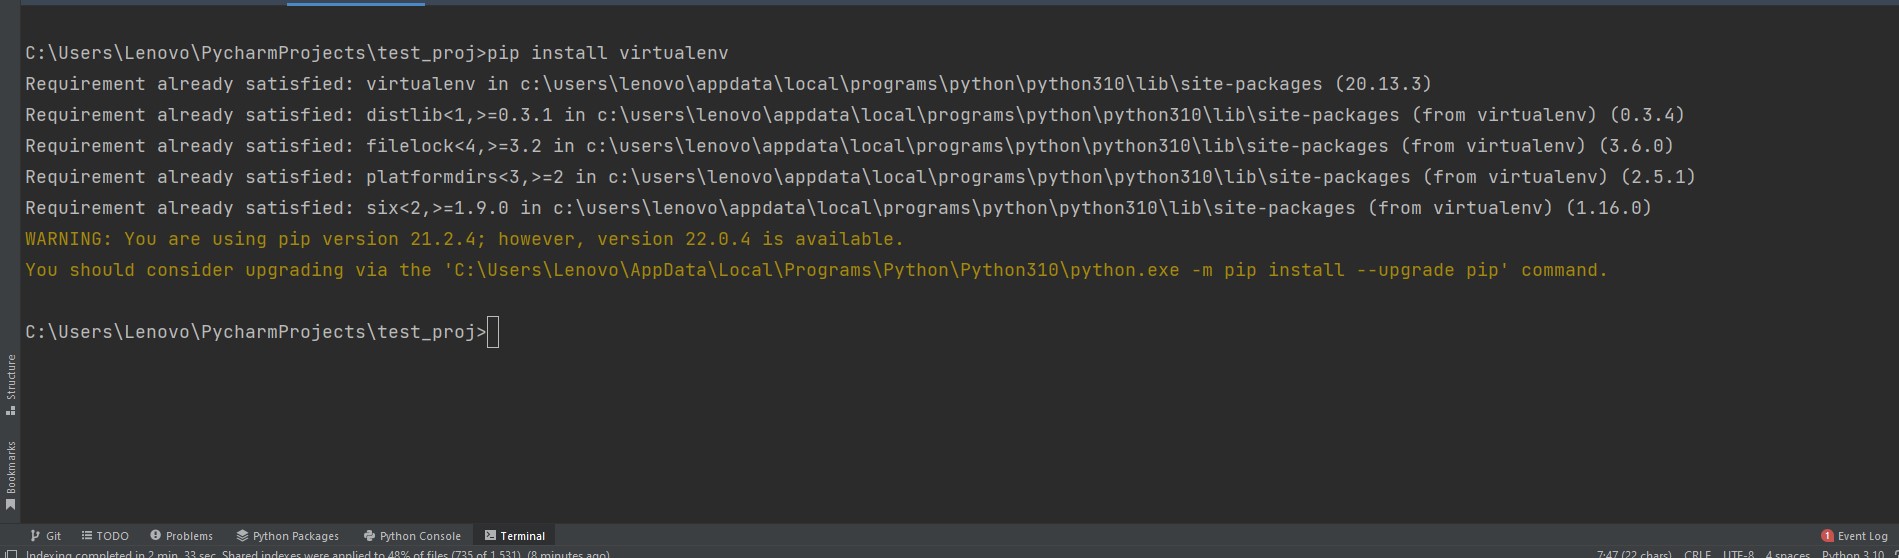 C:\Users\Lenovo\PycharmProjects\test_proj>pip install virtualenv
Requirement already satisfied: virtualenv in c:\users\lenovo\appdata\local\programs\python\python310\lib\site-packages (20.13.3)
Requirement already satisfied: distlib<1,>=0.3.1 in c:\users\lenovo\appdata\local\programs\python\python310\lib\site-packages (from virtualenv) (0.3.4)
Requirement already satisfied: filelock<4,>=3.2 in c:\users\lenovo\appdata\local\programs\python\python310\lib\site-packages (from virtualenv) (3.6.0)
Requirement already satisfied: platformdirs<3,>=2 in c:\users\lenovo\appdata\local\programs\python\python310\lib\site-packages (from virtualenv) (2.5.1)
Requirement already satisfied: six<2,>=1.9.0 in c:\users\lenovo\appdata\local\programs\python\python310\lib\site-packages (from virtualenv) (1.16.0)
WARNING: You are using pip version 21.2.4; however, version 22.0.4 is available.
You should consider upgrading via the 'C:\Users\Lenovo\AppData\Local\Programs\Python\Python310\python.exe -m pip install --upgrade pip' command.
C:\Users\Lenovo\PycharmProjects\test_proj>
Structure
Bookmarks
Git TODO Problems Python Packages Python Console Terminal 1 Event Log
Indexing completed in 2 min, 33 sec. Shared indexes were applied to 48% of files (735 of 1,531). (8 minutes ago) 7:47 (22 chars) CRLF UTF-8 4 spaces Python 3.10